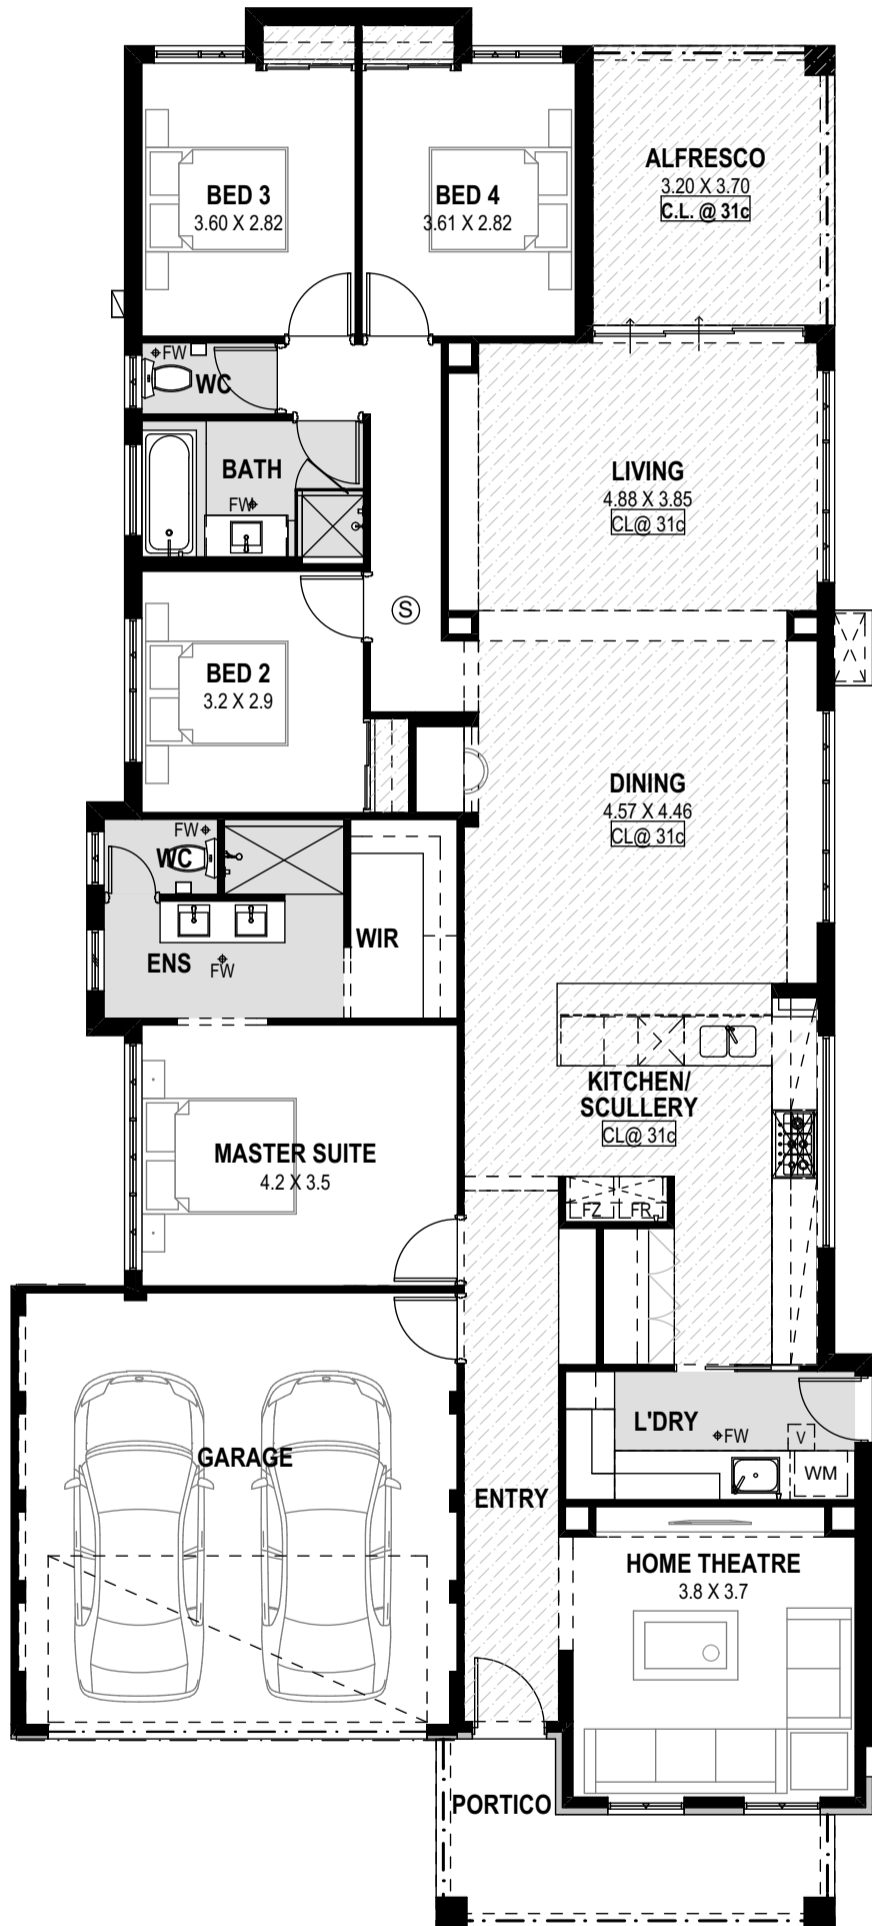 BED 3
3.60 X 2.82
BED 4
3.61 X 2.82
ALFRESCO
3.20 X 3.70
C.L. @ 31c
FW
WC
BATH
FW
LIVING
4.88 X 3.85
CL@ 31c
S
BED 2
3.2 X 2.9
DINING
4.57 X 4.46
CL@ 31c
FW
WC
WIR
ENS
FW
KITCHEN/
SCULLERY
CL@ 31c
MASTER SUITE
4.2 X 3.5
FZ
FR
GARAGE
L'DRY
FW
V
WM
ENTRY
HOME THEATRE
3.8 X 3.7
PORTICO